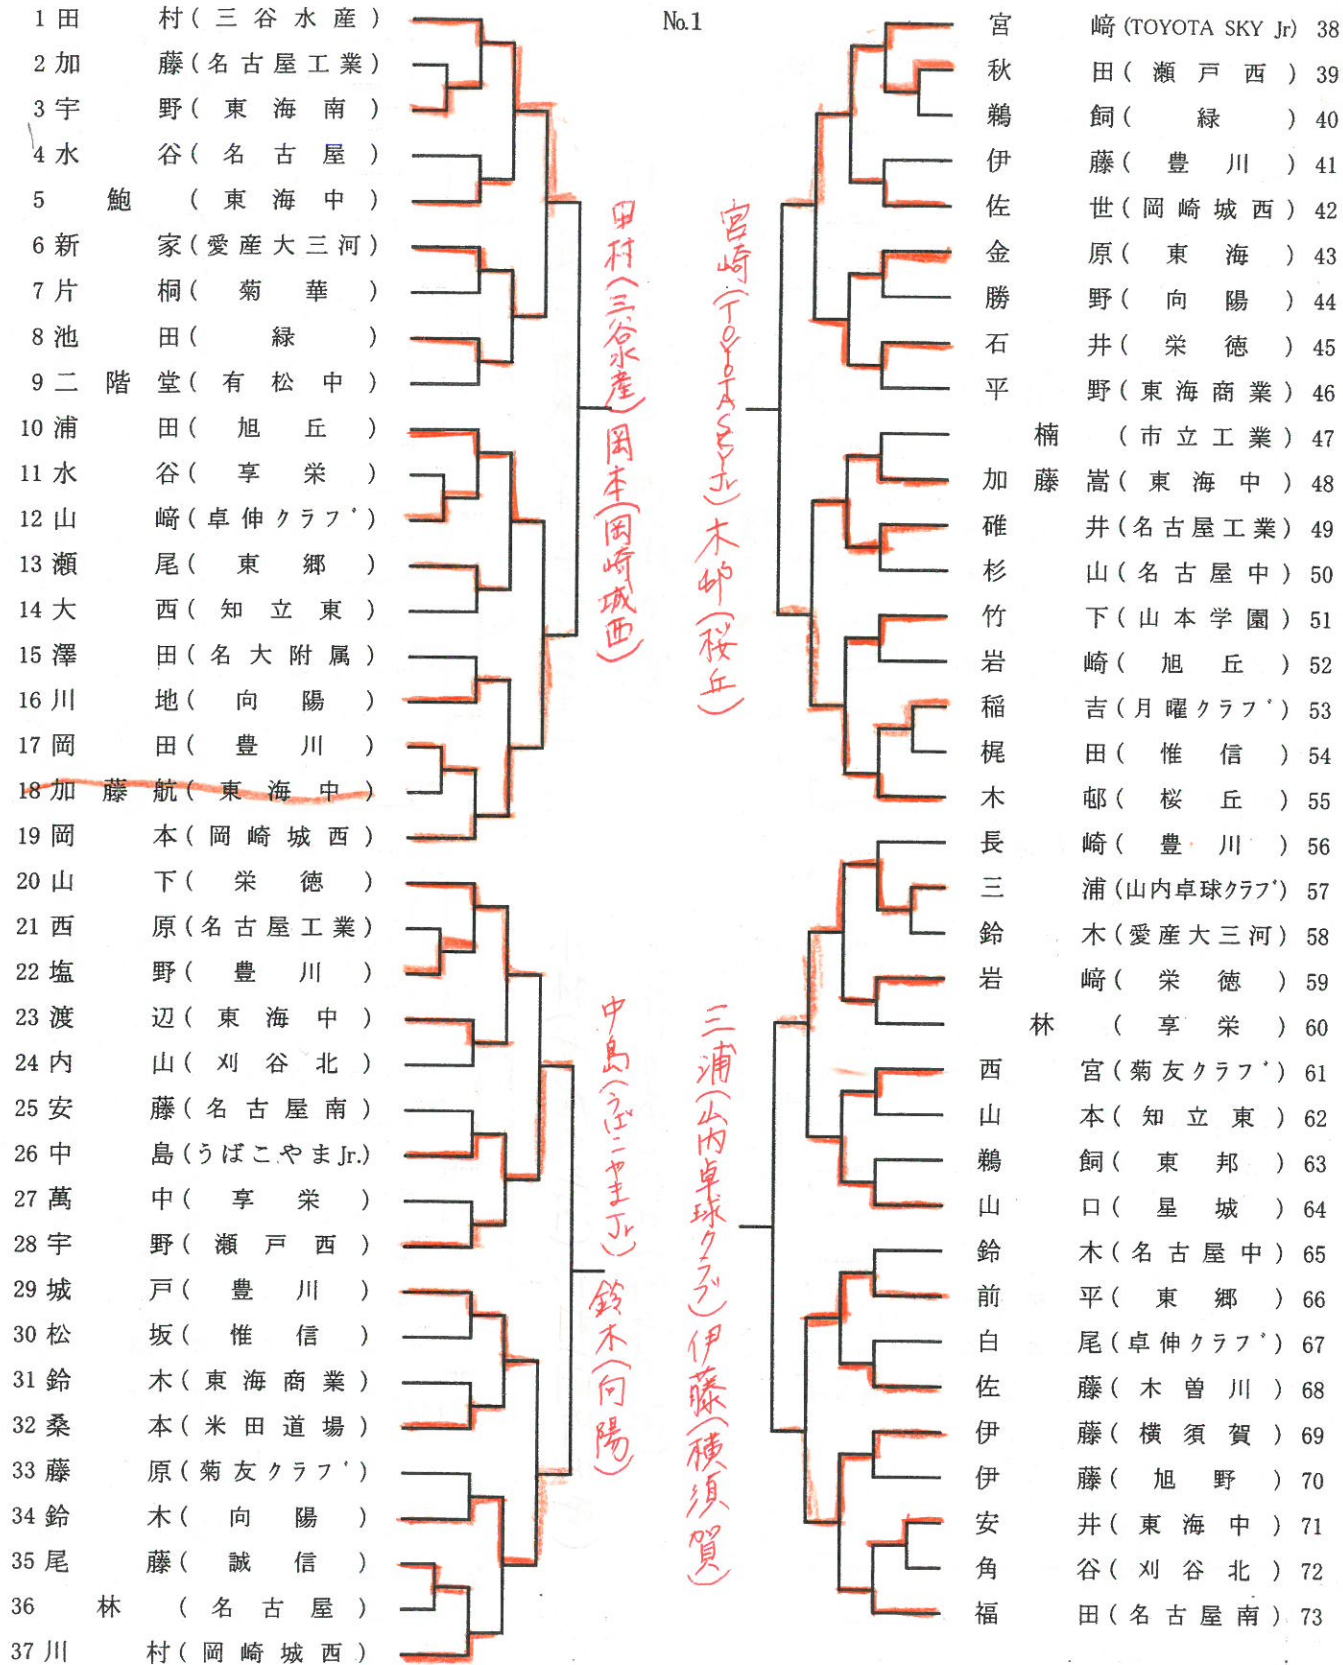 No.1
1 田村(三谷水産)
2 加藤(名古屋工業)
3 宇野(東海南)
4 水谷(名古屋)
5 鮑(東海中)
6 新家(愛産大三河)
7 片桐(菊華)
8 池田(緑)
9 二階堂(有松中)
10 浦田(旭丘)
11 水谷(享栄)
12 山﨑(卓伸クラブ)
13 瀬尾(東郷)
14 大西(知立東)
15 澤田(名大附属)
16 川地(向陽)
17 岡田(豊川)
18 加藤航(東海中)
19 岡本(岡崎城西)
20 山下(栄徳)
21 西原(名古屋工業)
22 塩野(豊川)
23 渡辺(東海中)
24 内山(刈谷北)
25 安藤(名古屋南)
26 中島(うばこやまJr.)
27 萬中(享栄)
28 宇野(瀬戸西)
29 城戸(豊川)
30 松坂(惟信)
31 鈴木(東海商業)
32 桑本(米田道場)
33 藤原(菊友クラブ)
34 鈴木(向陽)
35 尾藤(誠信)
36 林(名古屋)
37 川村(岡崎城西)
田村(三谷水産)岡本(岡崎城西)
中島(うばこやまJr)鈴木(向陽)
宮崎(TOYOTA SKY Jr)木邨(桜丘)
三浦(山内卓球クラブ)伊藤(横須賀)
宮﨑(TOYOTA SKY Jr) 38
秋田(瀬戸西) 39
鵜飼(緑) 40
伊藤(豊川) 41
佐世(岡崎城西) 42
金原(東海) 43
勝野(向陽) 44
石井(栄徳) 45
平野(東海商業) 46
楠(市立工業) 47
加藤嵩(東海中) 48
碓井(名古屋工業) 49
杉山(名古屋中) 50
竹下(山本学園) 51
岩崎(旭丘) 52
稲吉(月曜クラブ) 53
梶田(惟信) 54
木邨(桜丘) 55
長崎(豊川) 56
三浦(山内卓球クラブ) 57
鈴木(愛産大三河) 58
岩﨑(栄徳) 59
林(享栄) 60
西宮(菊友クラブ) 61
山本(知立東) 62
鵜飼(東邦) 63
山口(星城) 64
鈴木(名古屋中) 65
前平(東郷) 66
白尾(卓伸クラブ) 67
佐藤(木曽川) 68
伊藤(横須賀) 69
伊藤(旭野) 70
安井(東海中) 71
角谷(刈谷北) 72
福田(名古屋南) 73